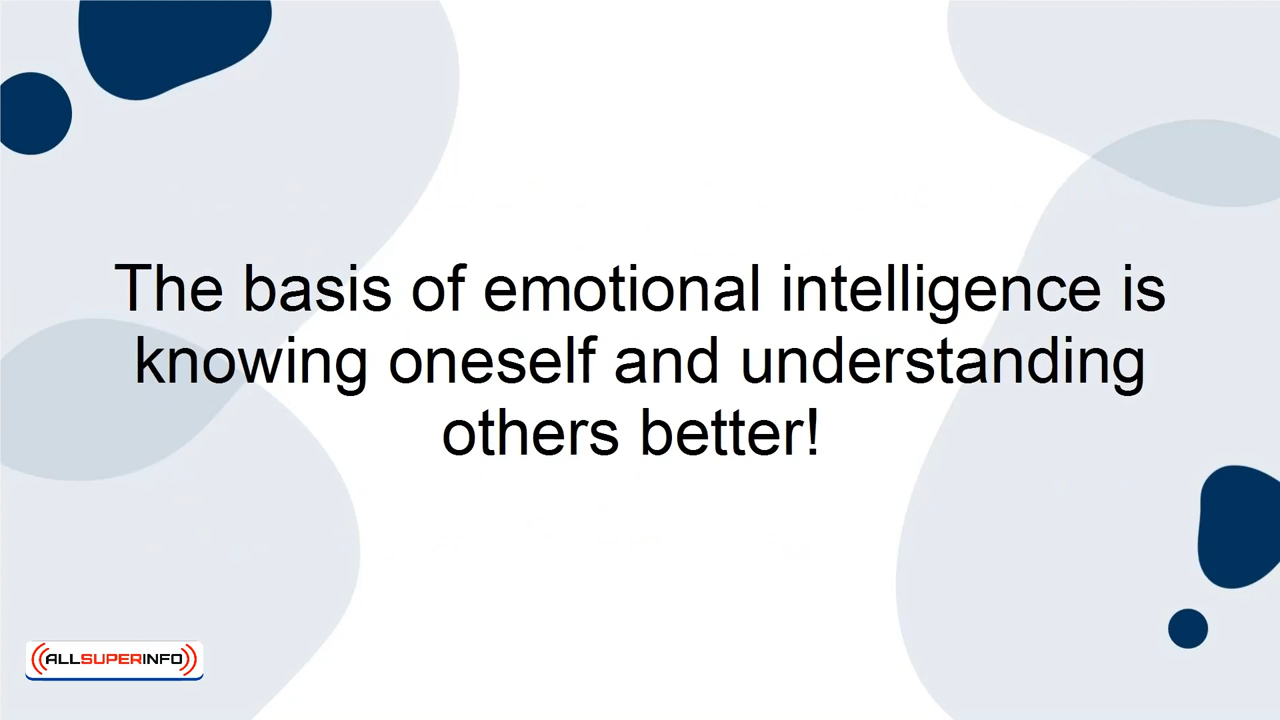 The basis of emotional intelligence is
knowing oneself and understanding
others better!
ALLSUPERINFO